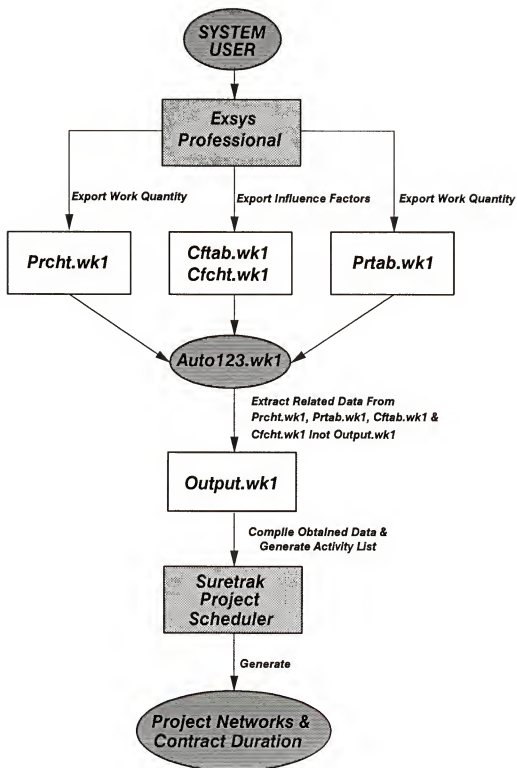 SYSTEM
USER
Exsys
Professional
Export Work Quantity
Export Influence Factors
Export Work Quantity
Prcht.wk1
Cftab.wk1
Cfcht.wk1
Prtab.wk1
Auto123.wk1
Extract Related Data From
Prcht.wk1, Prtab.wk1, Cftab.wk1 &
Cfcht.wk1 Inot Output.wk1
Output.wk1
Compile Obtained Data &
Generate Activity List
Suretrak
Project
Scheduler
Generate
Project Networks &
Contract Duration